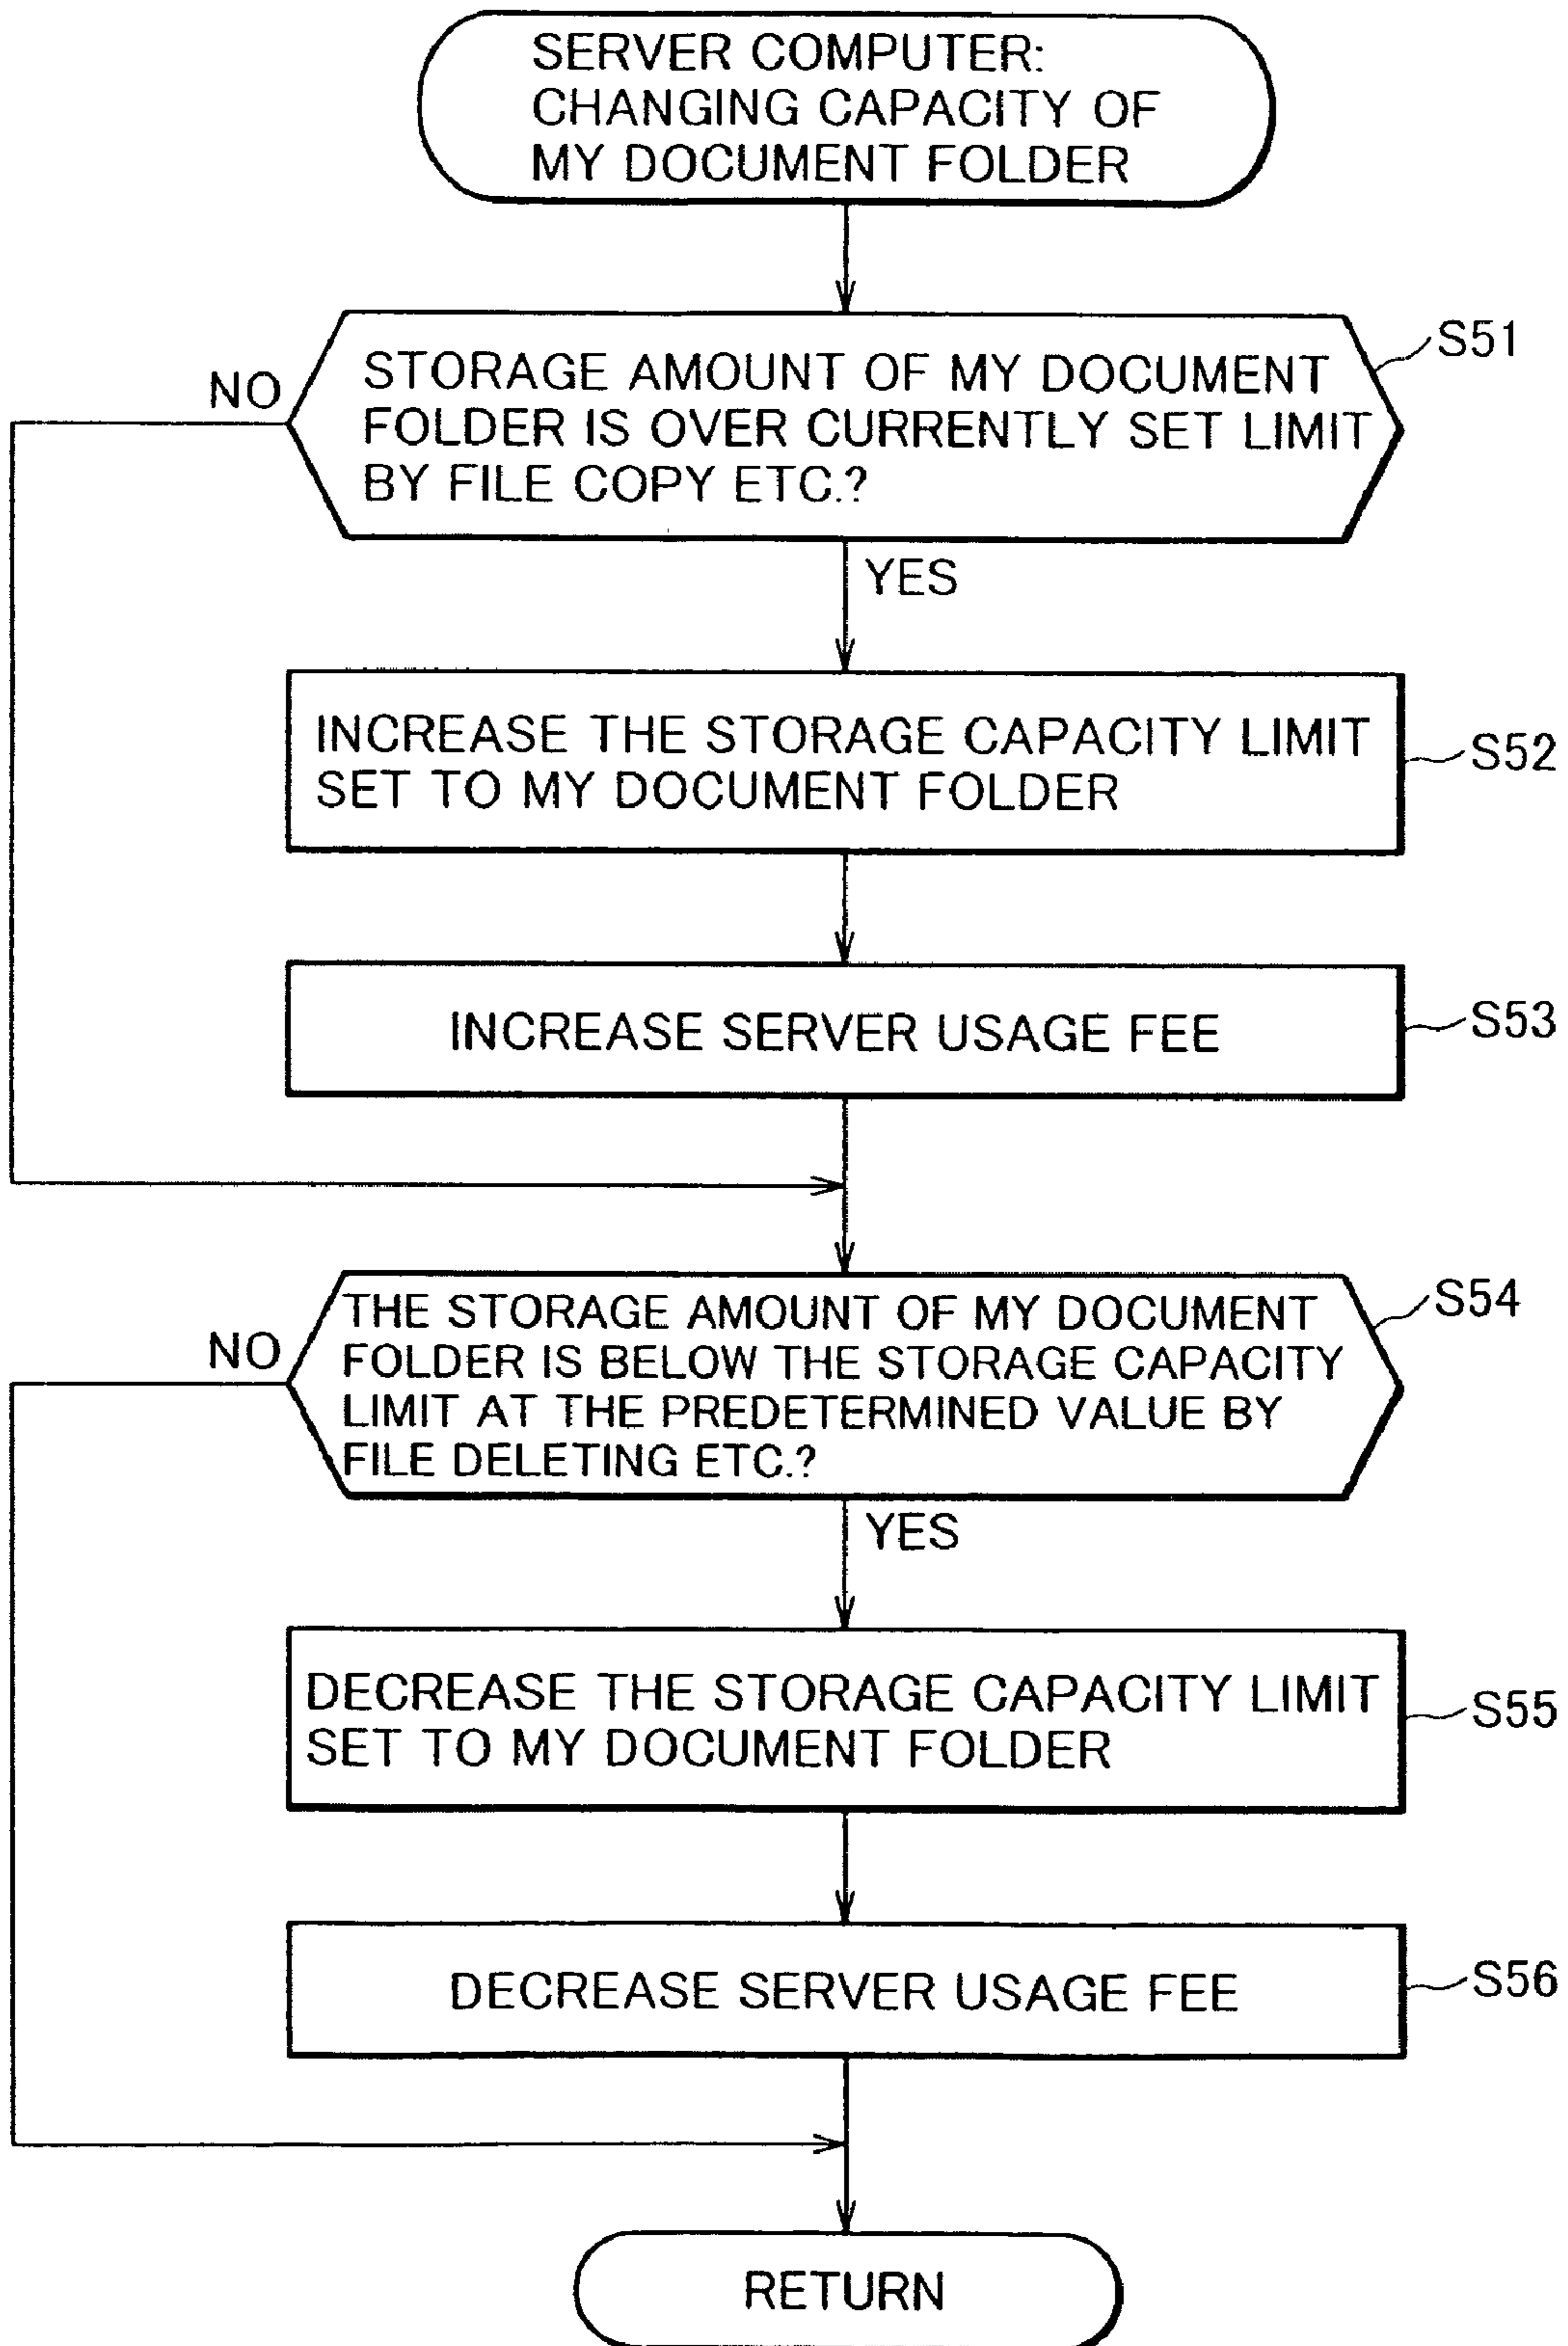 SERVER COMPUTER:
CHANGING CAPACITY OF
MY DOCUMENT FOLDER
S51
NO
STORAGE AMOUNT OF MY DOCUMENT
FOLDER IS OVER CURRENTLY SET LIMIT
BY FILE COPY ETC.?
YES
INCREASE THE STORAGE CAPACITY LIMIT
SET TO MY DOCUMENT FOLDER
S52
INCREASE SERVER USAGE FEE
S53
S54
NO
THE STORAGE AMOUNT OF MY DOCUMENT
FOLDER IS BELOW THE STORAGE CAPACITY
LIMIT AT THE PREDETERMINED VALUE BY
FILE DELETING ETC.?
YES
DECREASE THE STORAGE CAPACITY LIMIT
SET TO MY DOCUMENT FOLDER
S55
DECREASE SERVER USAGE FEE
S56
RETURN